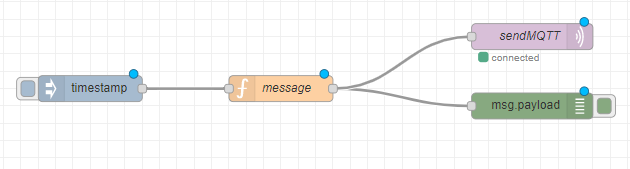 sendMQTT
connected
timestamp
message
msg.payload